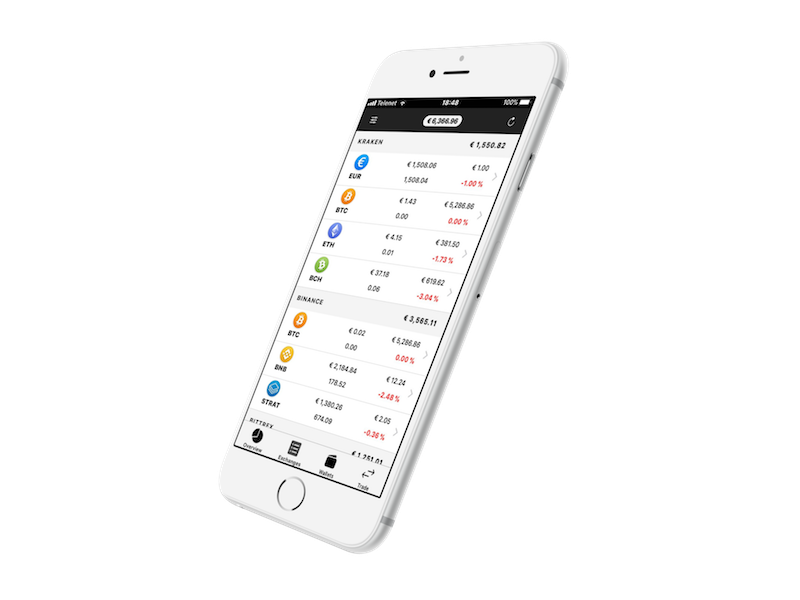 Telenet 18:48 100%
€ 6,366.96
KRAKEN € 1,550.82
€ 1,508.06 € 1.00
EUR 1,508.04 -1.00 %
€ 1.43 € 5,286.86
BTC 0.00 0.00 %
€ 4.15 € 381.50
ETH 0.01 -1.73 %
€ 37.18 € 619.62
BCH 0.06 -3.04 %
BINANCE € 3,565.11
€ 0.02 € 5,286.86
BTC 0.00 0.00 %
€ 2,184.84 € 12.24
BNB 178.52 -2.48 %
€ 1,380.26 € 2.05
STRAT 674.09 -0.36 %
BITTREX € 1,251.01
Overview Exchanges Wallets Trade